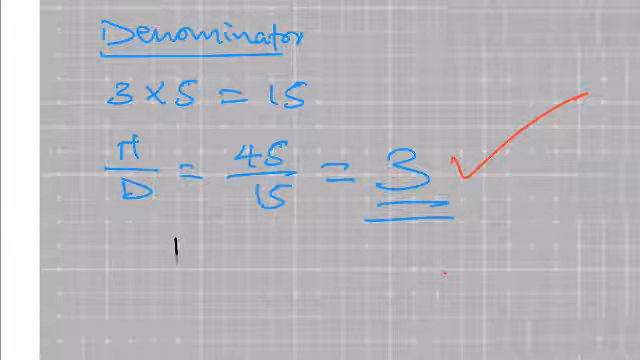 Denominator
3 × 5 = 15
N/D = 45/15 = 3